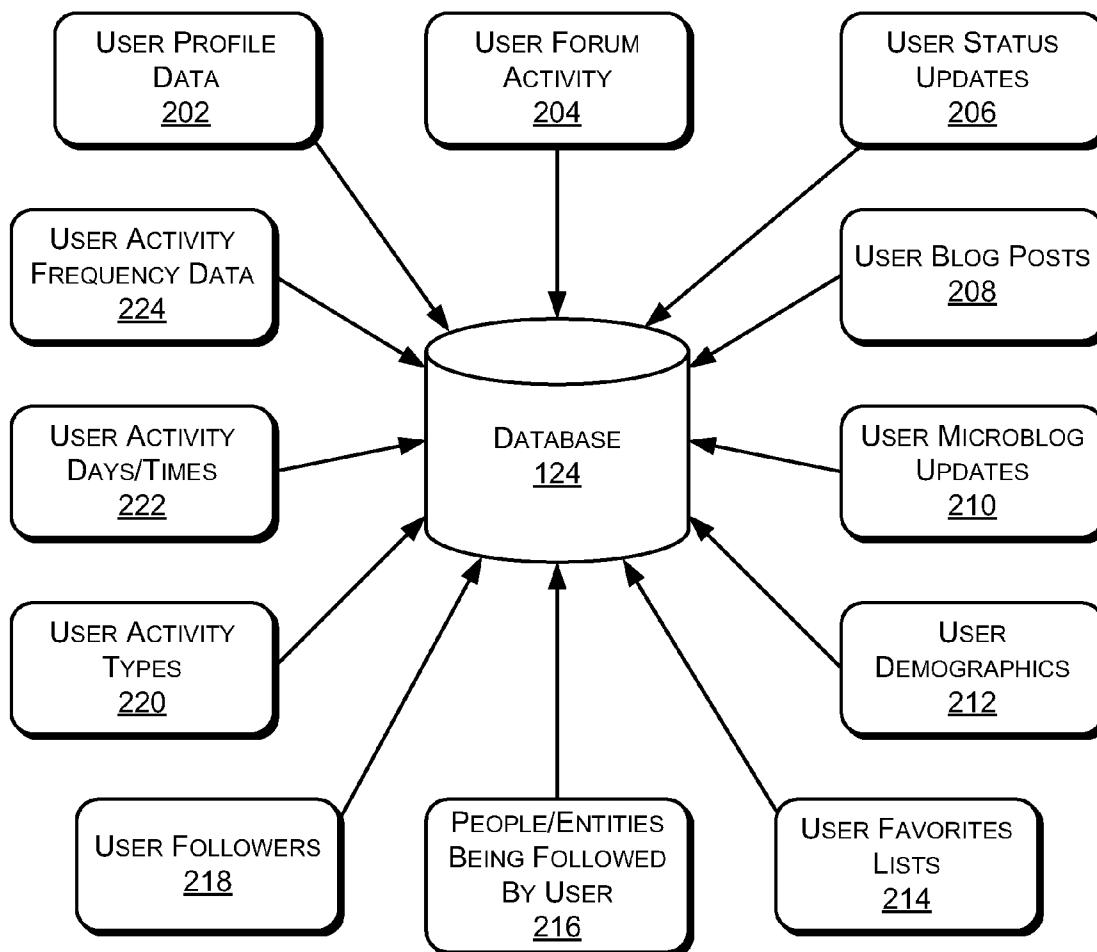 USER PROFILE
DATA
202
USER FORUM
ACTIVITY
204
USER STATUS
UPDATES
206
USER ACTIVITY
FREQUENCY DATA
224
USER BLOG POSTS
208
DATABASE
124
USER ACTIVITY
DAYS/TIMES
222
USER MICROBLOG
UPDATES
210
USER ACTIVITY
TYPES
220
USER
DEMOGRAPHICS
212
USER FOLLOWERS
218
PEOPLE/ENTITIES
BEING FOLLOWED
BY USER
216
USER FAVORITES
LISTS
214